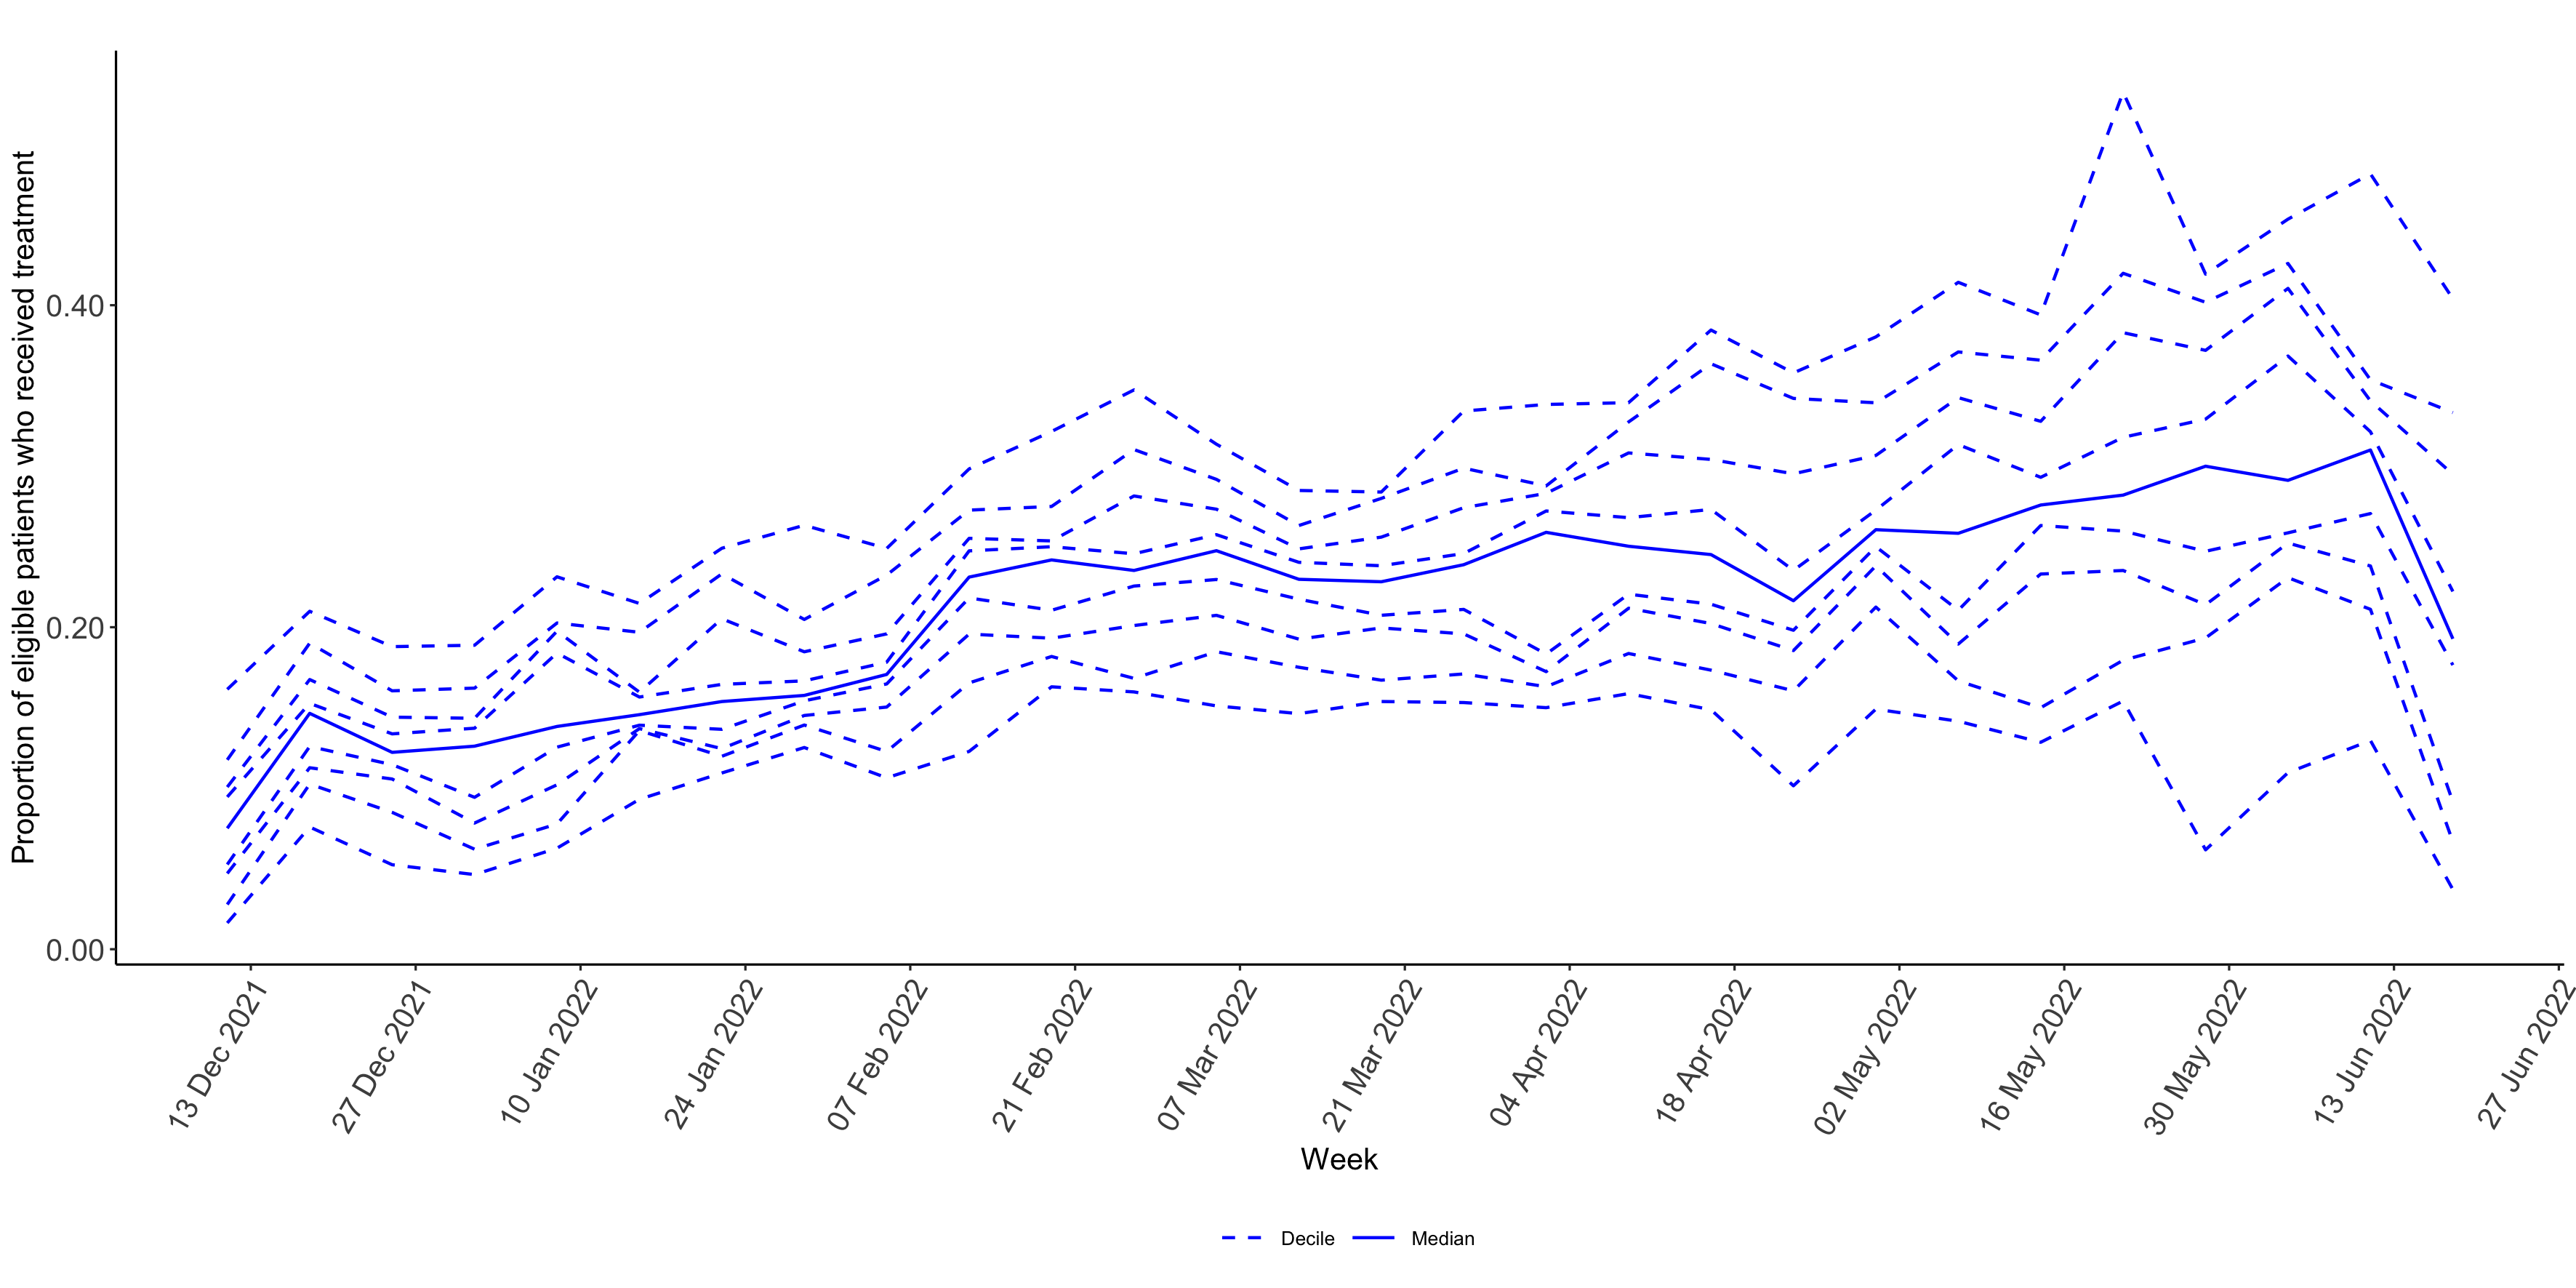 Proportion of eligible patients who received treatment
0.40
0.20
0.00
13 Dec 2021
27 Dec 2021
10 Jan 2022
24 Jan 2022
07 Feb 2022
21 Feb 2022
07 Mar 2022
21 Mar 2022
04 Apr 2022
18 Apr 2022
02 May 2022
16 May 2022
30 May 2022
13 Jun 2022
27 Jun 2022
Week
Decile
Median